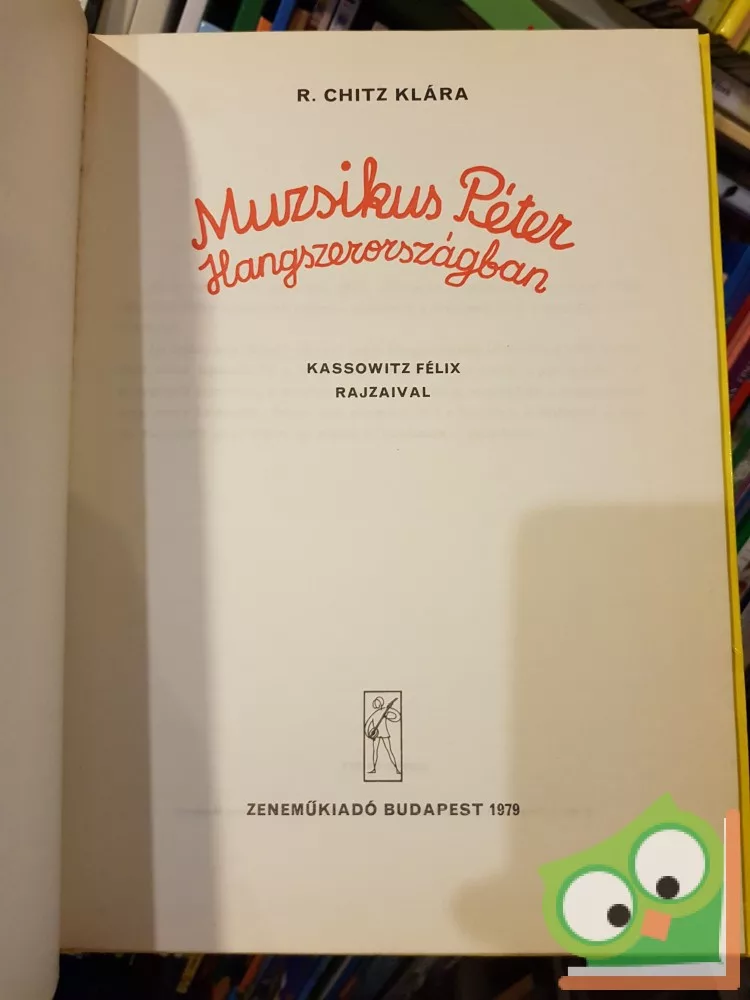 R. CHITZ KLÁRA
Muzsikus Péter
Hangszerországban
KASSOWITZ FÉLIX
RAJZAIVAL
ZENEMŰKIADÓ BUDAPEST 1979